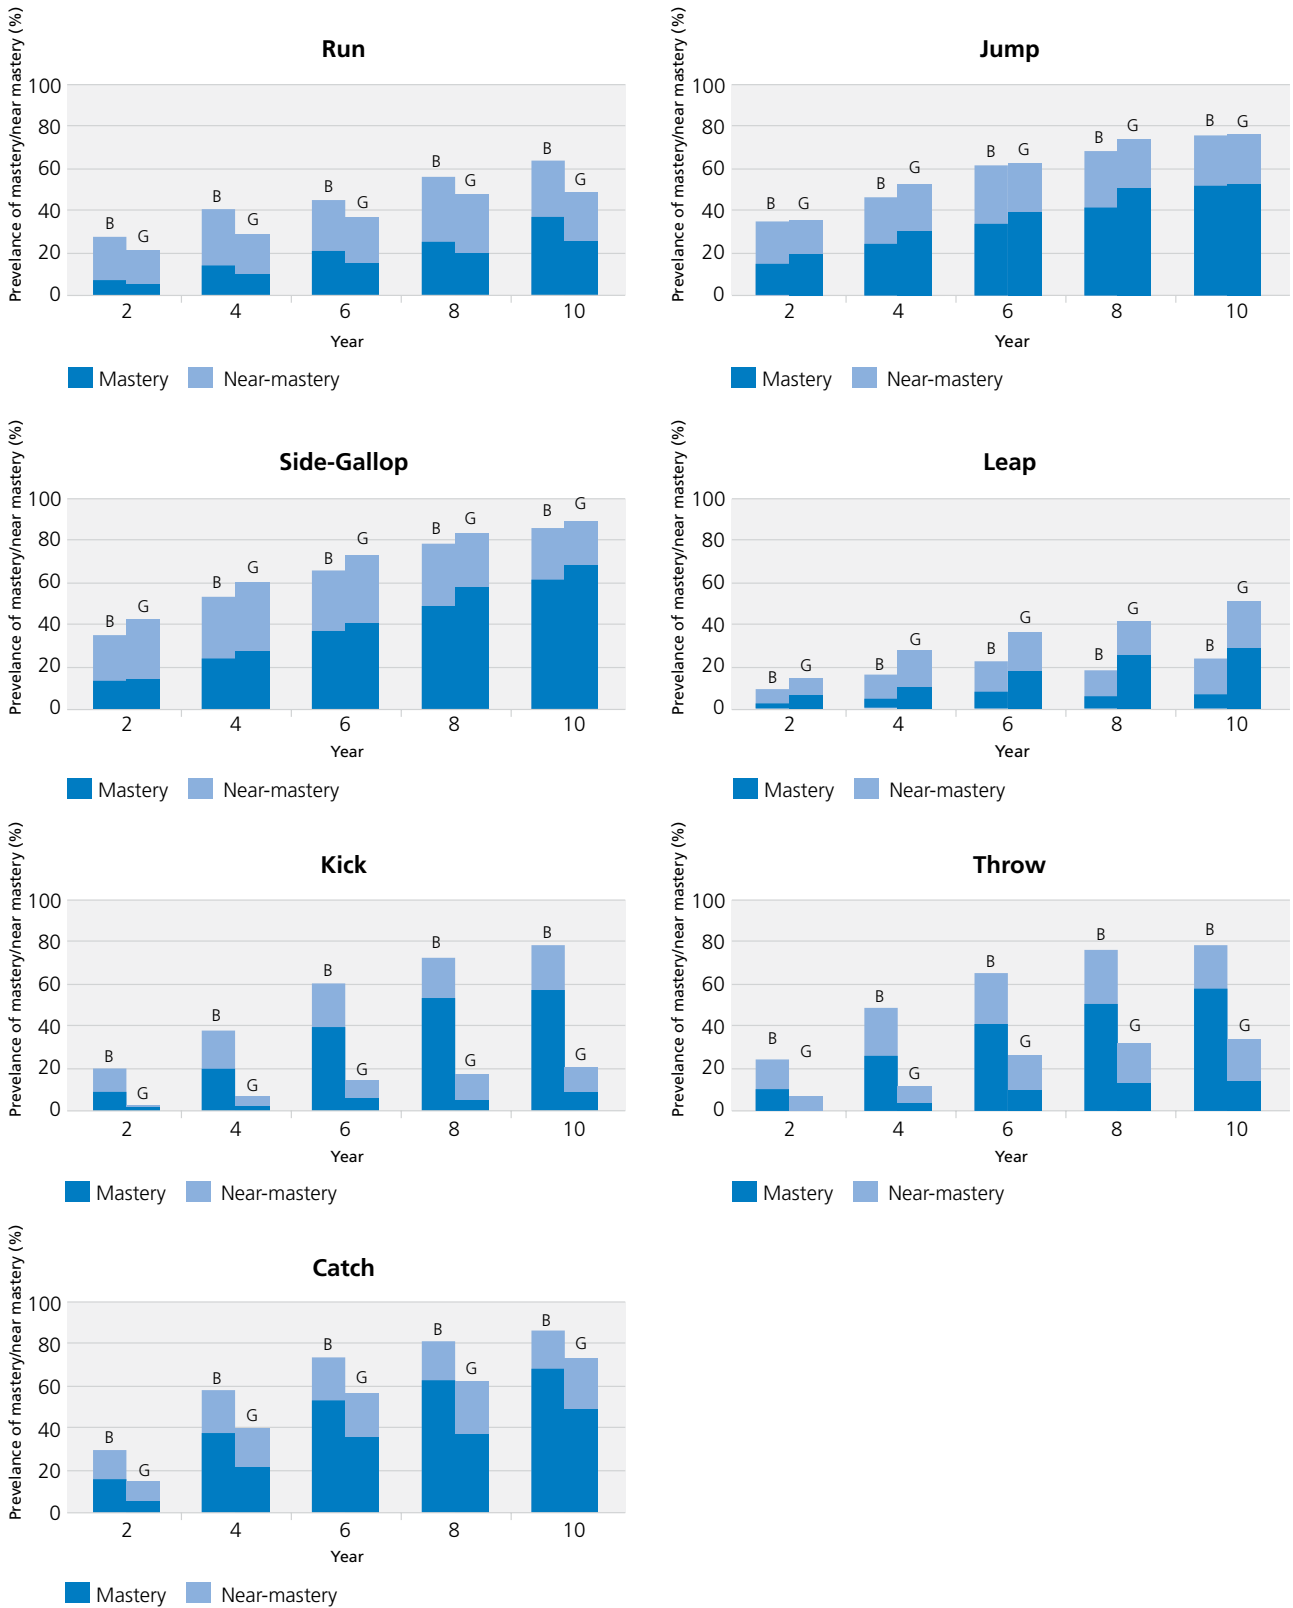 Run
Prevelance of mastery/near mastery (%)
100
80
60
40
20
0
B
G
B
G
B
G
B
G
B
G
2
4
6
8
10
Year
Mastery
Near-mastery
Jump
Prevelance of mastery/near mastery (%)
100
80
60
40
20
0
B
G
B
G
B
G
B
G
B
G
2
4
6
8
10
Year
Mastery
Near-mastery
Side-Gallop
Prevelance of mastery/near mastery (%)
100
80
60
40
20
0
B
G
B
G
B
G
B
G
B
G
2
4
6
8
10
Year
Mastery
Near-mastery
Leap
Prevelance of mastery/near mastery (%)
100
80
60
40
20
0
B
G
B
G
B
G
B
G
B
G
2
4
6
8
10
Year
Mastery
Near-mastery
Kick
Prevelance of mastery/near mastery (%)
100
80
60
40
20
0
B
G
B
G
B
G
B
G
B
G
2
4
6
8
10
Year
Mastery
Near-mastery
Throw
Prevelance of mastery/near mastery (%)
100
80
60
40
20
0
B
G
B
G
B
G
B
G
B
G
2
4
6
8
10
Year
Mastery
Near-mastery
Catch
Prevelance of mastery/near mastery (%)
100
80
60
40
20
0
B
G
B
G
B
G
B
G
B
G
2
4
6
8
10
Year
Mastery
Near-mastery